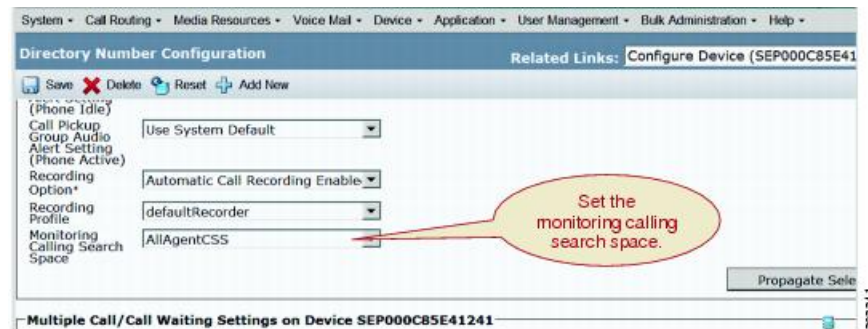 System Call Routing Media Resources Voice Mail Device Application User Management Bulk Administration Help
Directory Number Configuration Related Links: Configure Device (SEP000C85E41
Save Delete Reset Add New
(Phone Idle)
Call Pickup
Group Audio
Alert Setting
(Phone Active)
Use System Default
Recording
Option*
Automatic Call Recording Enable
Recording
Profile
defaultRecorder
Monitoring
Calling Search
Space
AllAgentCSS
Set the
monitoring calling
search space.
Propagate Sele
Multiple Call/Call Waiting Settings on Device SEP000C85E41241